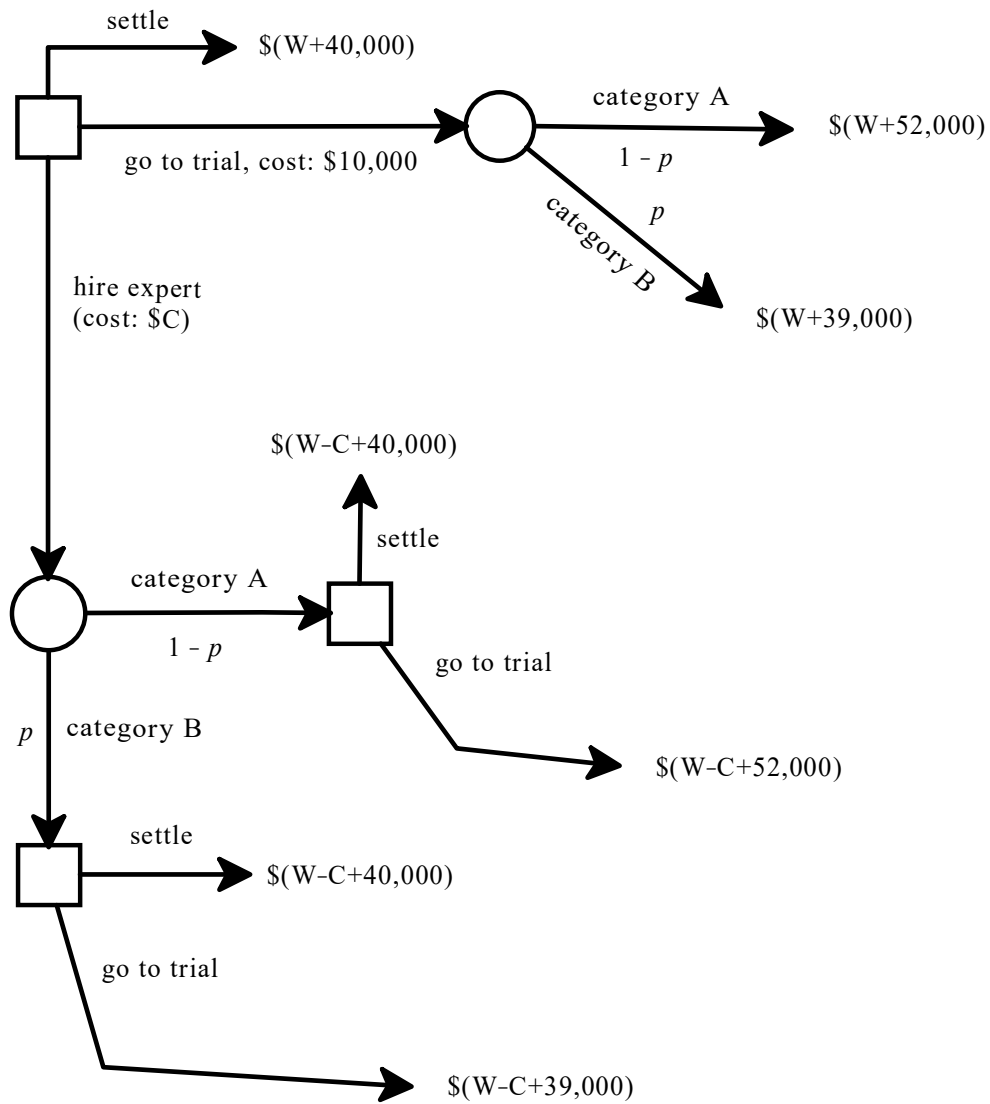 settle
$(W+40,000)
category A
$(W+52,000)
go to trial, cost: $10,000
1 – p
p
category B
hire expert
(cost: $C)
$(W+39,000)
$(W–C+40,000)
settle
category A
1 – p
go to trial
p
category B
$(W–C+52,000)
settle
$(W–C+40,000)
go to trial
$(W–C+39,000)